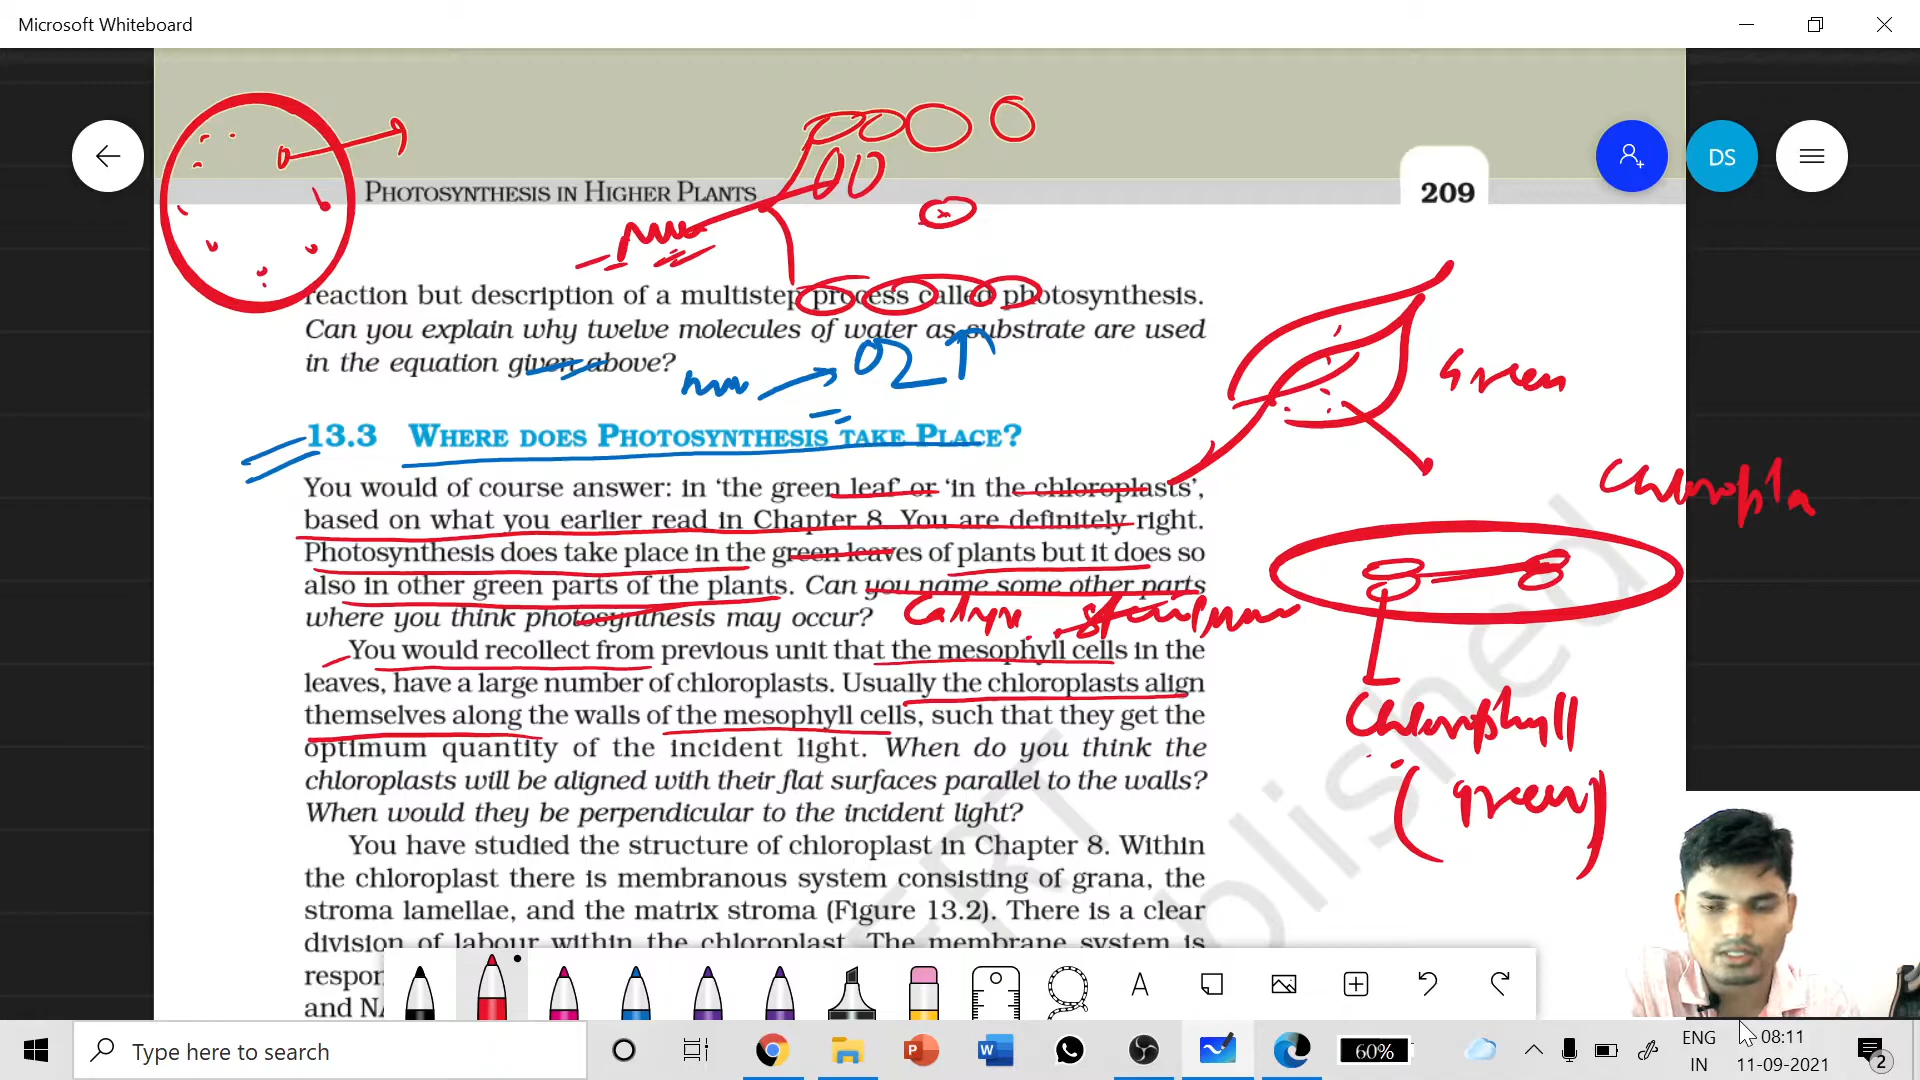 Microsoft Whiteboard
DS
PHOTOSYNTHESIS IN HIGHER PLANTS
209
reaction but description of a multistep process called photosynthesis.
Can you explain why twelve molecules of water as substrate are used
in the equation given above?
O2 ↑
Green
13.3 WHERE DOES PHOTOSYNTHESIS TAKE PLACE?
You would of course answer: in ‘the green leaf’ or ‘in the chloroplasts’,
Chloropla
based on what you earlier read in Chapter 8. You are definitely right.
Photosynthesis does take place in the green leaves of plants but it does so
also in other green parts of the plants. Can you name some other parts
where you think photosynthesis may occur?
Calyx
You would recollect from previous unit that the mesophyll cells in the
leaves, have a large number of chloroplasts. Usually the chloroplasts align
themselves along the walls of the mesophyll cells, such that they get the
Chlorophyll
optimum quantity of the incident light. When do you think the
chloroplasts will be aligned with their flat surfaces parallel to the walls?
(green)
When would they be perpendicular to the incident light?
You have studied the structure of chloroplast in Chapter 8. Within
the chloroplast there is membranous system consisting of grana, the
stroma lamellae, and the matrix stroma (Figure 13.2). There is a clear
division of labour within the chloroplast. The membrane system is
respon
and NA
A
Type here to search
60%
ENG
IN
08:11
11-09-2021
2